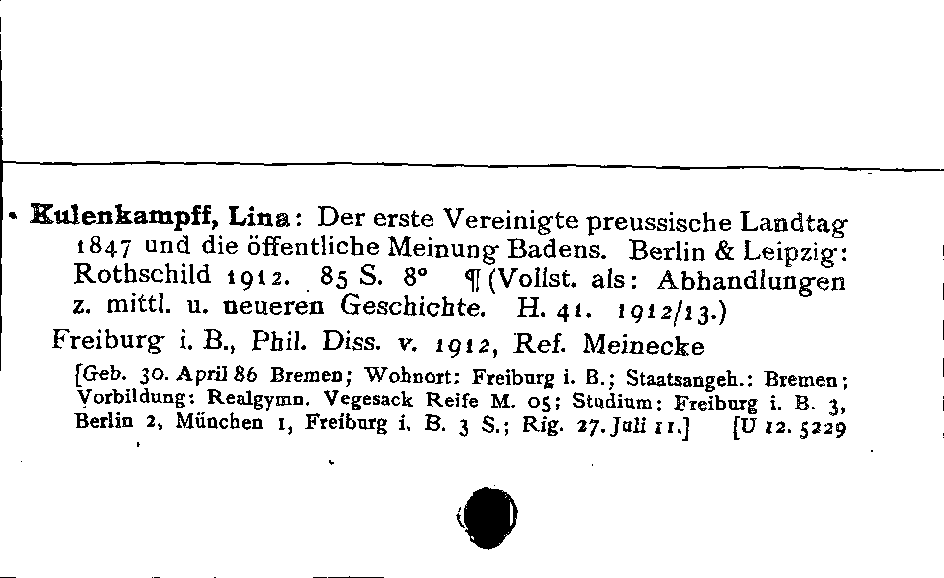 Kulenkampff, Lina: Der erste Vereinigte preussische Landtag
1847 und die öffentliche Meinung Badens. Berlin & Leipzig:
Rothschild 1912. 85 S. 8° ¶ (Vollst. als: Abhandlungen
z. mittl. u. neueren Geschichte. H. 41. 1912/13.)
Freiburg i. B., Phil. Diss. v. 1912, Ref. Meinecke
[Geb. 30. April 86 Bremen; Wohnort: Freiburg i. B.; Staatsangeh.: Bremen;
Vorbildung: Realgymn. Vegesack Reife M. 05; Studium: Freiburg i. B. 3,
Berlin 2, München 1, Freiburg i. B. 3 S.; Rig. 27. Juli 11.] [U 12. 5229